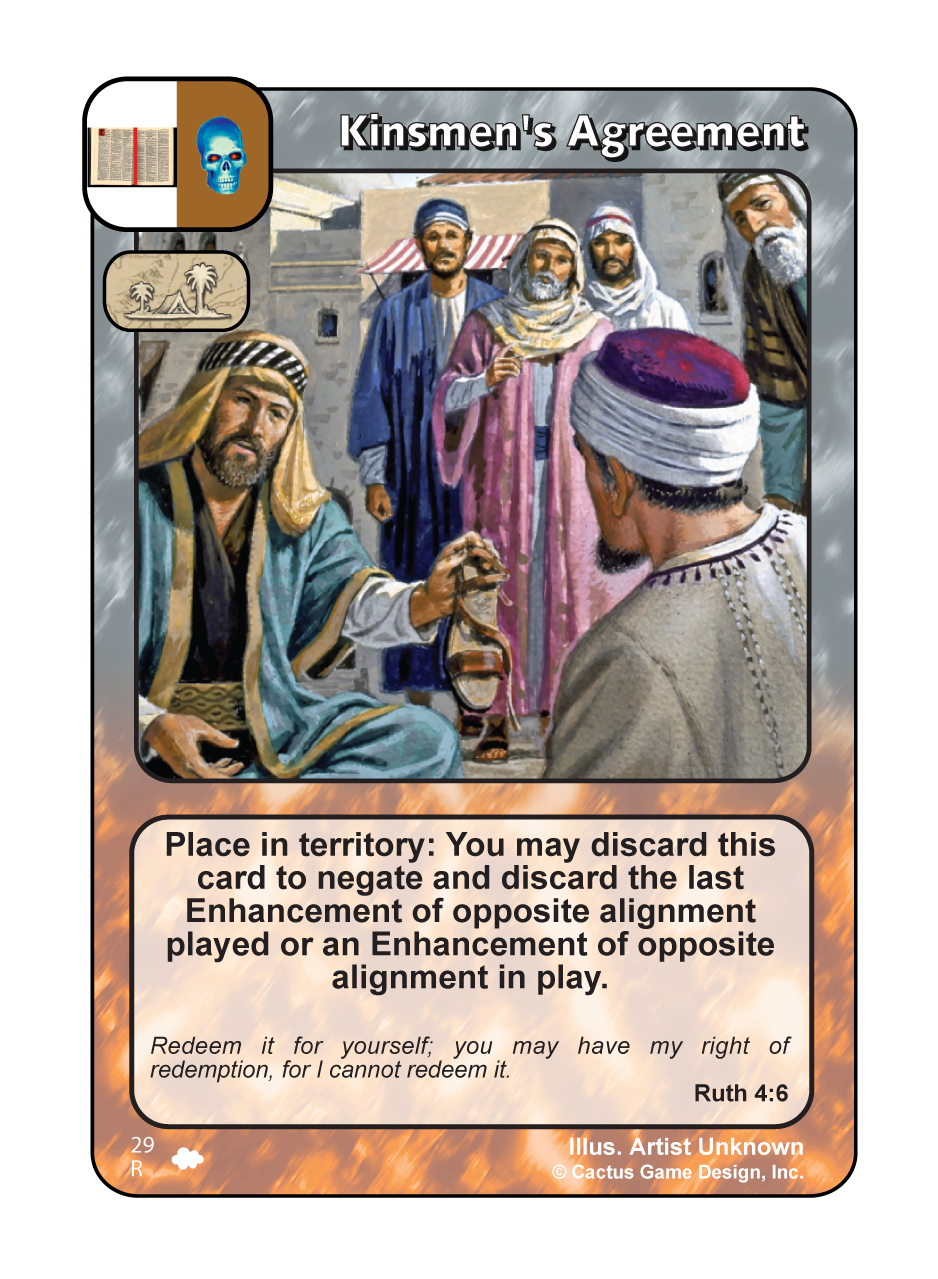 Kinsmen's Agreement
Place in territory: You may discard this
card to negate and discard the last
Enhancement of opposite alignment
played or an Enhancement of opposite
alignment in play.
Redeem it for yourself; you may have my right of
redemption, for I cannot redeem it.
Ruth 4:6
29
R
Illus. Artist Unknown
© Cactus Game Design, Inc.